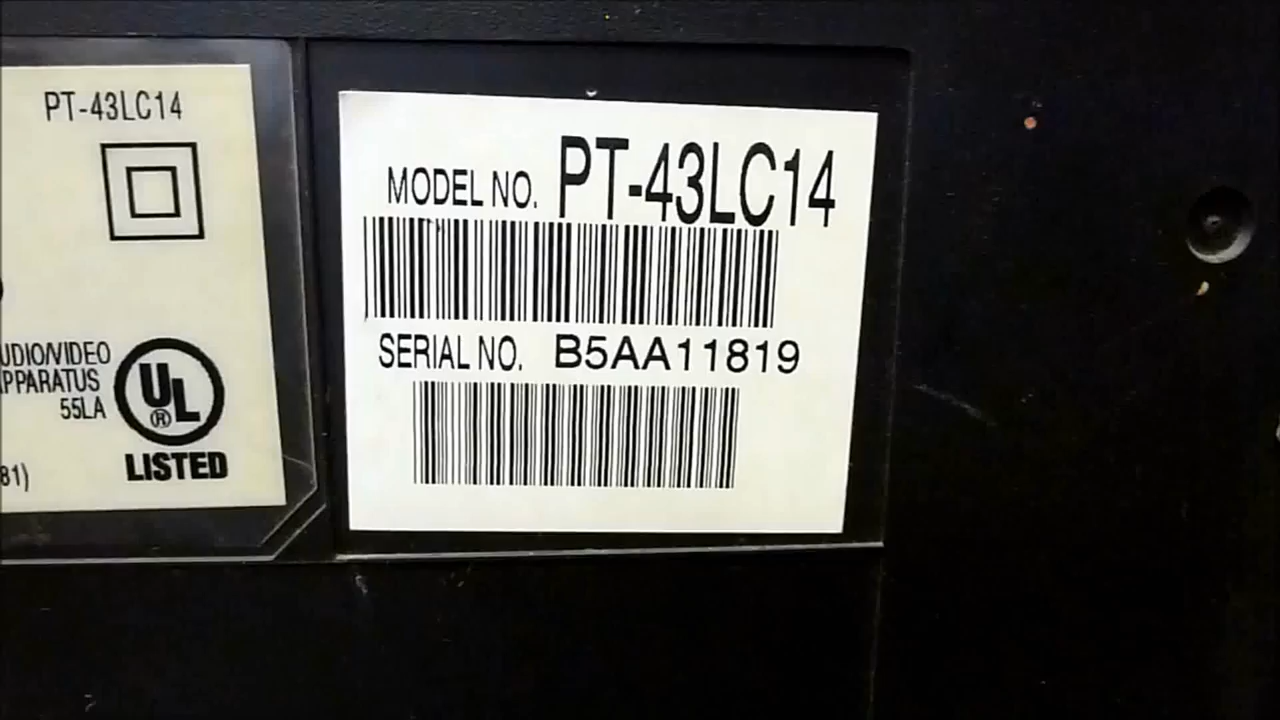 PT-43LC14
UDIO/VIDEO
PPARATUS
55LA
UL
®
LISTED
81)
MODEL NO. PT-43LC14
SERIAL NO. B5AA11819